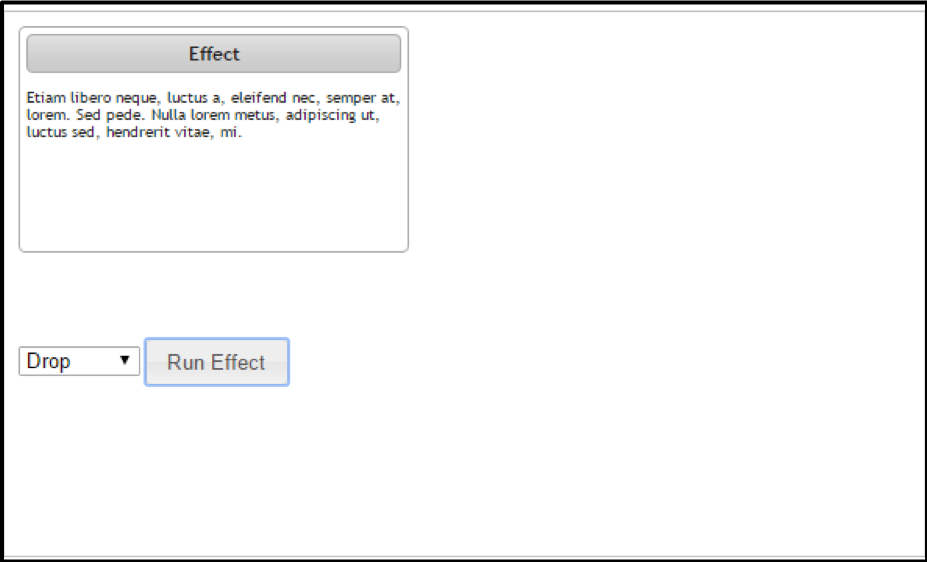 Effect
Etiam libero neque, luctus a, eleifend nec, semper at,
lorem. Sed pede. Nulla lorem metus, adipiscing ut,
luctus sed, hendrerit vitae, mi.
Drop
Run Effect